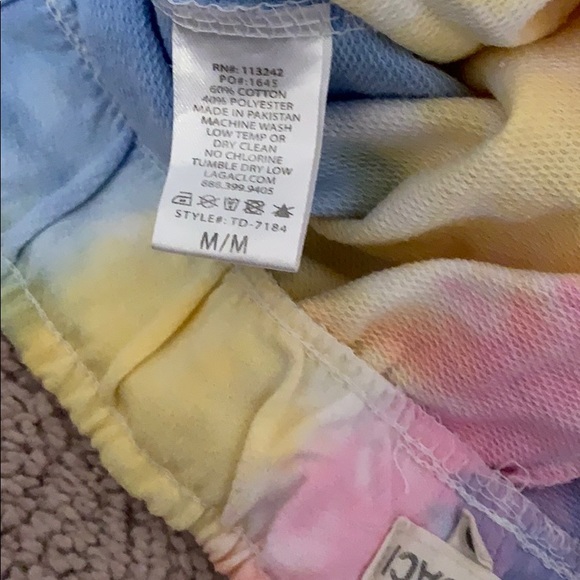 RN#: 113242
PO#:1645
60% COTTON
40% POLYESTER
MADE IN PAKISTAN
MACHINE WASH
LOW TEMP OR
DRY CLEAN
NO CHLORINE
TUMBLE DRY LOW
LAGACI.COM
888.399.9405
STYLE#: TD-7184
M/M
ACI